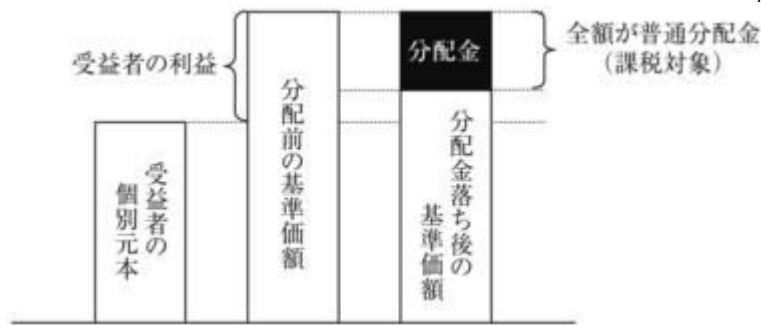 受益者の利益
受益者の
個別元本
分配前の基準価額
分配金
分配金落ち後の
基準価額
全額が普通分配金
（課税対象）